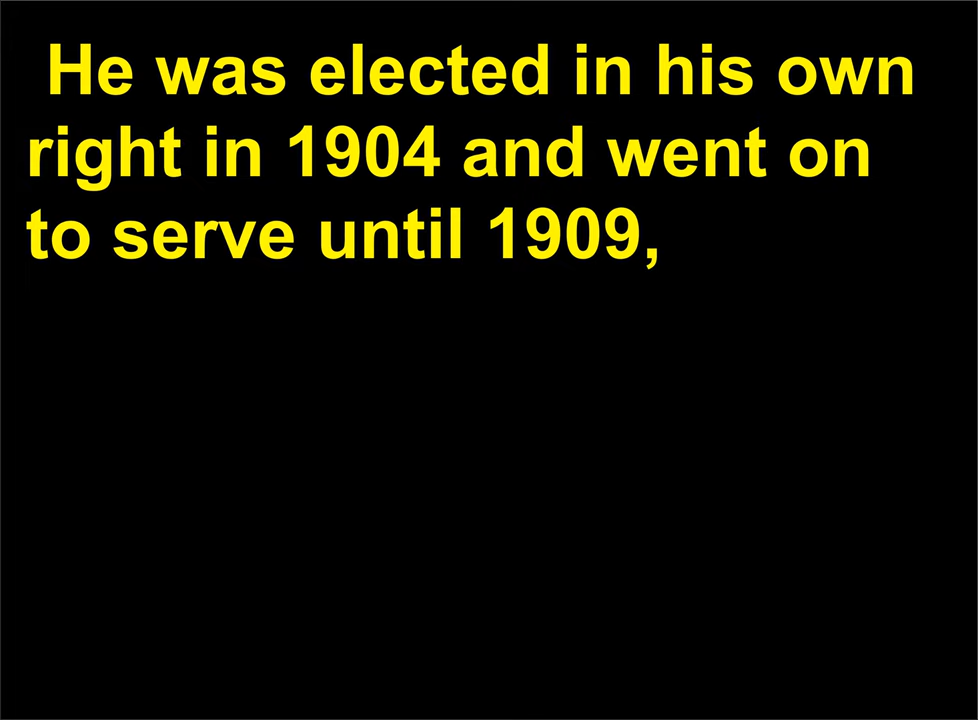 He was elected in his own
right in 1904 and went on
to serve until 1909,